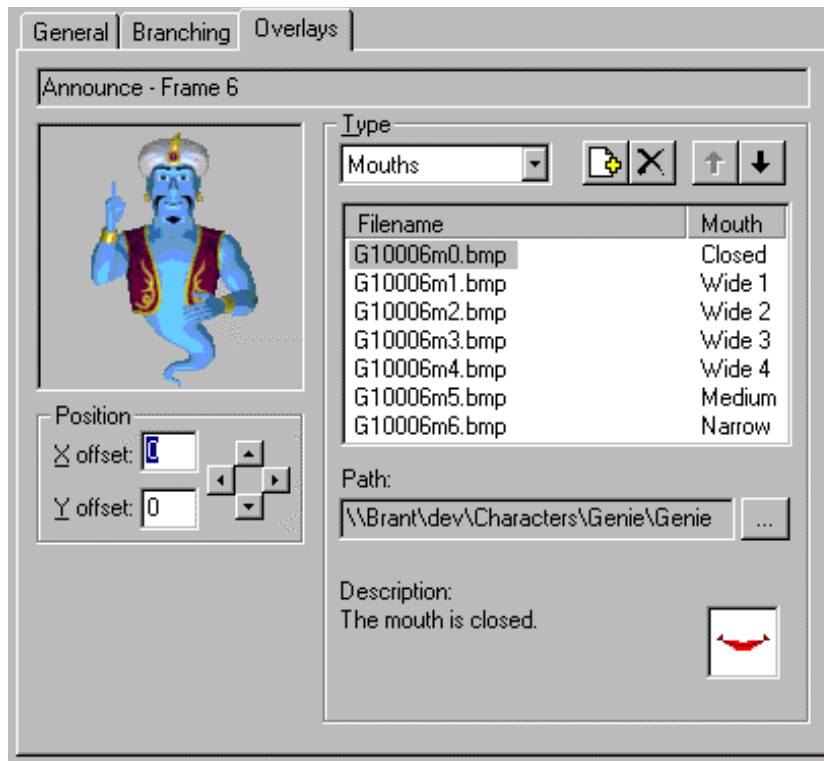 General Branching Overlays
Announce - Frame 6
Type
Mouths
Filename Mouth
G10006m0.bmp Closed
G10006m1.bmp Wide 1
G10006m2.bmp Wide 2
G10006m3.bmp Wide 3
G10006m4.bmp Wide 4
G10006m5.bmp Medium
G10006m6.bmp Narrow
Position
X offset: 0
Y offset: 0
Path:
\\Brant\dev\Characters\Genie\Genie ...
Description:
The mouth is closed.